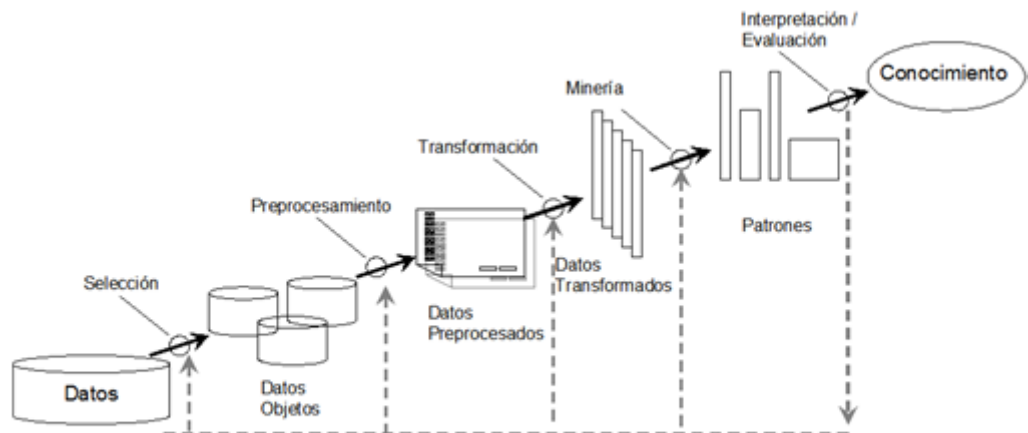 Interpretación /
Evaluación
Conocimiento
Minería
Transformación
Patrones
Preprocesamiento
Datos
Transformados
Selección
Datos
Preprocesados
Datos
Datos
Objetos